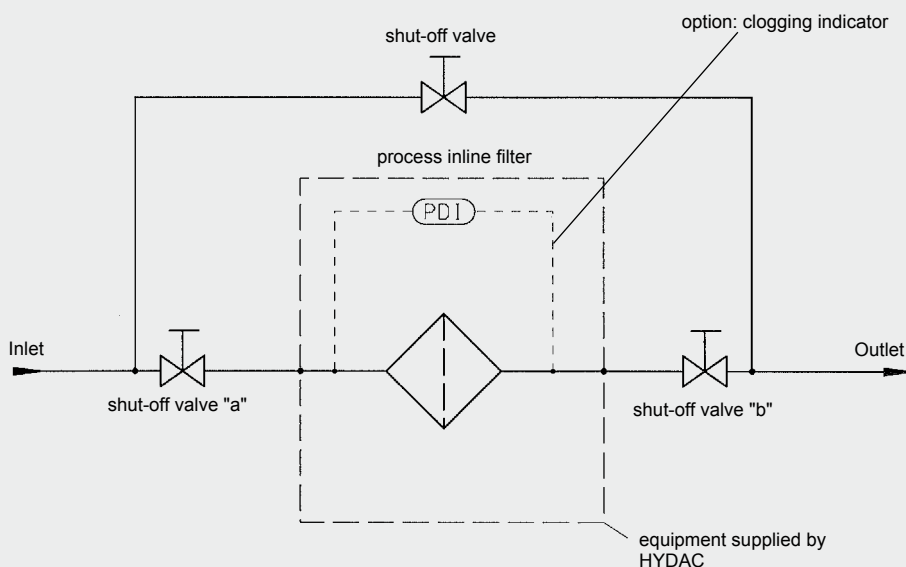 option: clogging indicator
shut-off valve
process inline filter
PDI
Inlet
Outlet
shut-off valve "a"
shut-off valve "b"
equipment supplied by
HYDAC